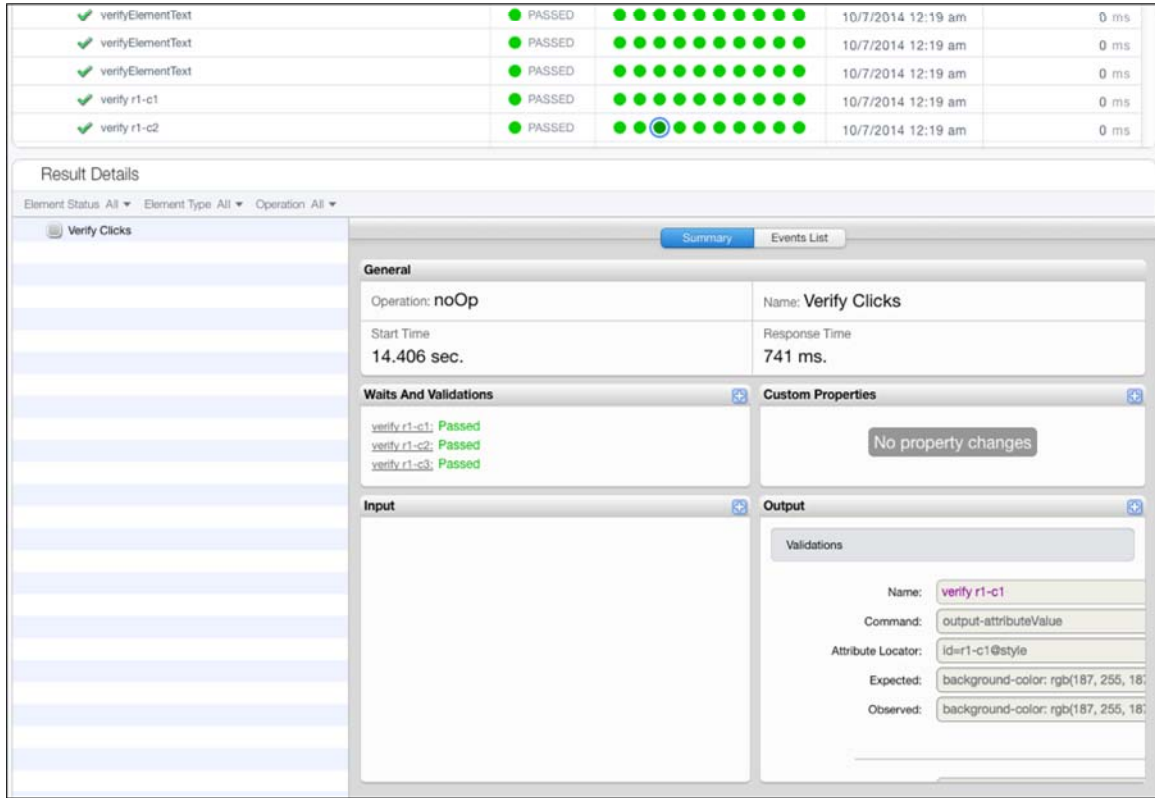 verifyElementText PASSED 10/7/2014 12:19 am 0 ms
verifyElementText PASSED 10/7/2014 12:19 am 0 ms
verifyElementText PASSED 10/7/2014 12:19 am 0 ms
verify r1-c1 PASSED 10/7/2014 12:19 am 0 ms
verify r1-c2 PASSED 10/7/2014 12:19 am 0 ms
Result Details
Element Status All Element Type All Operation All
Verify Clicks
Summary Events List
General
Operation: noOp Name: Verify Clicks
Start Time Response Time
14.406 sec. 741 ms.
Waits And Validations Custom Properties
verify r1-c1: Passed
verify r1-c2: Passed
verify r1-c3: Passed
No property changes
Input Output
Validations
Name: verify r1-c1
Command: output-attributeValue
Attribute Locator: id=r1-c1@style
Expected: background-color: rgb(187, 255, 187
Observed: background-color: rgb(187, 255, 187